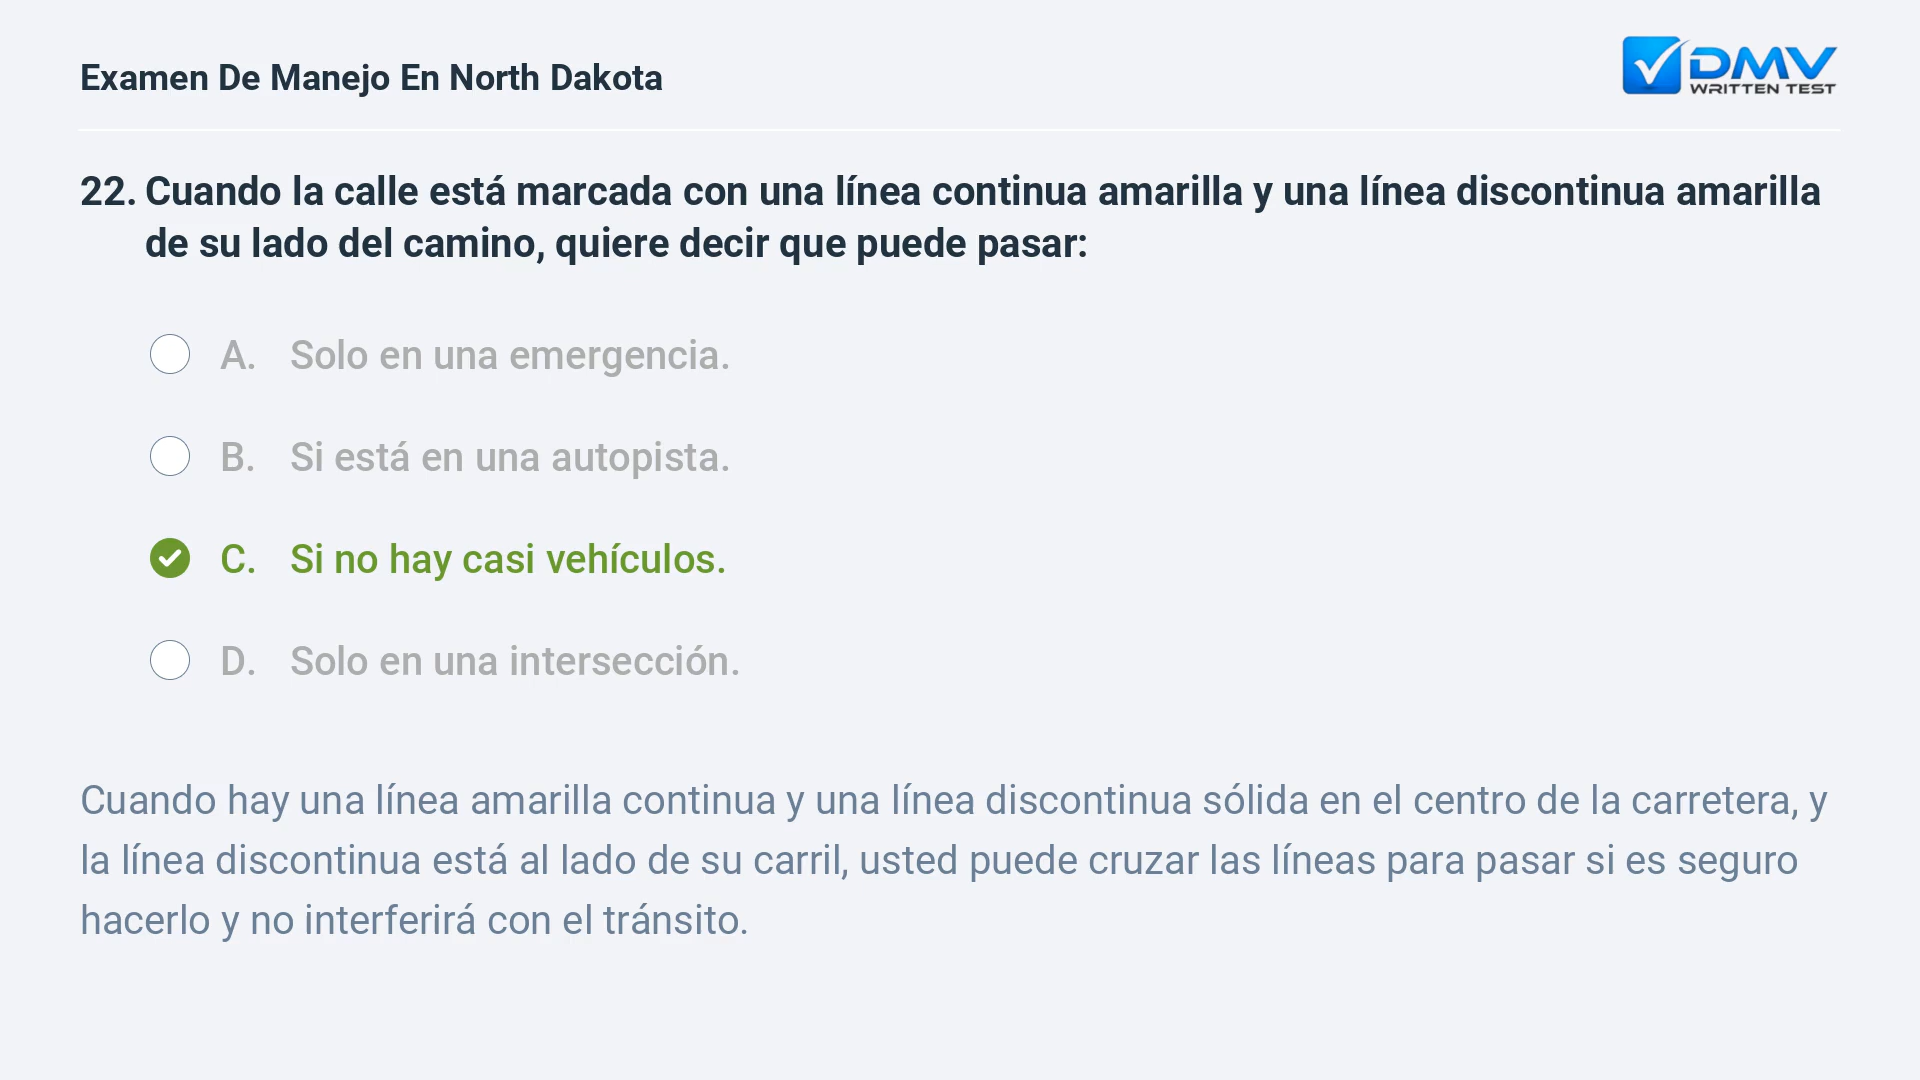 Examen De Manejo En North Dakota
DMV
WRITTEN TEST
22. Cuando la calle está marcada con una línea continua amarilla y una línea discontinua amarilla
de su lado del camino, quiere decir que puede pasar:
A. Solo en una emergencia.
B. Si está en una autopista.
C. Si no hay casi vehículos.
D. Solo en una intersección.
Cuando hay una línea amarilla continua y una línea discontinua sólida en el centro de la carretera, y
la línea discontinua está al lado de su carril, usted puede cruzar las líneas para pasar si es seguro
hacerlo y no interferirá con el tránsito.